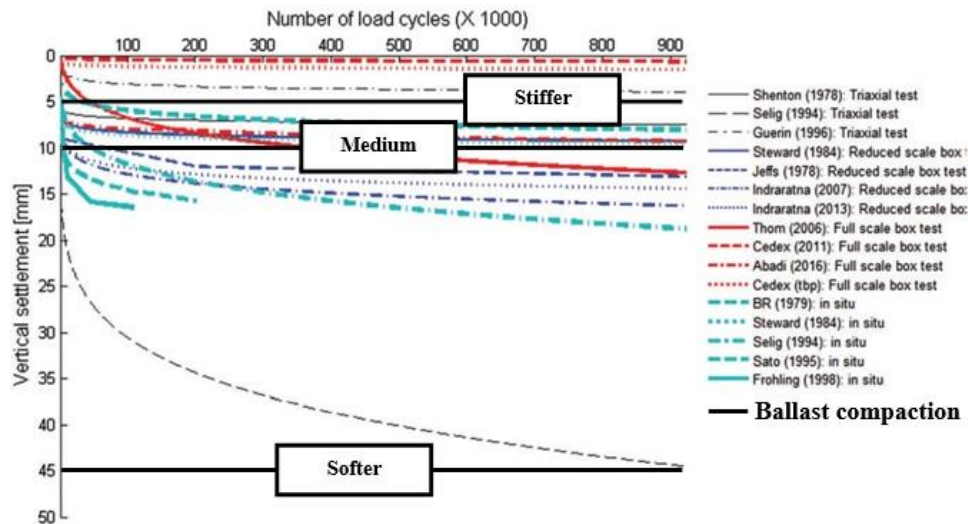 Number of load cycles (X 1000)
100 200 300 400 500 600 700 800 900
0
5
10
15
20
25
30
35
40
45
50
Vertical settlement [mm]
Stiffer
Medium
Softer
Shenton (1978): Triaxial test
Selig (1994): Triaxial test
Guerin (1996): Triaxial test
Steward (1984): Reduced scale box
Jeffs (1978): Reduced scale box test
Indraratna (2007): Reduced scale bo
Indraratna (2013): Reduced scale bo
Thom (2006): Full scale box test
Cedex (2011): Full scale box test
Abadi (2016): Full scale box test
Cedex (tbp): Full scale box test
BR (1979): in situ
Steward (1984): in situ
Selig (1994): in situ
Sato (1995): in situ
Frohling (1998): in situ
Ballast compaction